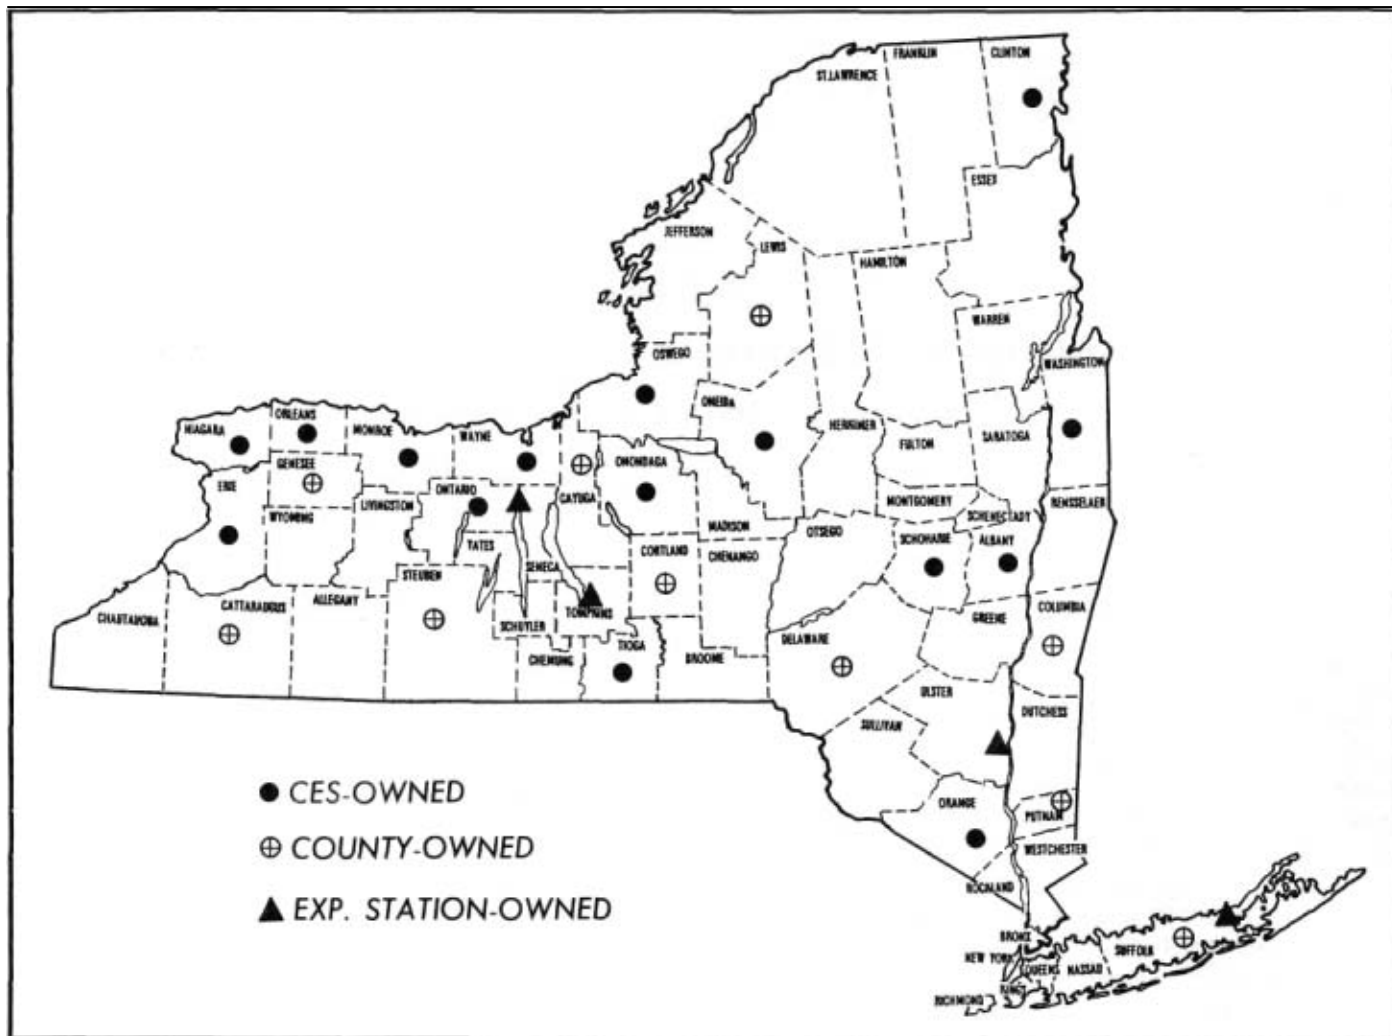 FRANKLIN
CLINTON
ST.LAWRENCE
ESSEX
JEFFERSON
LEWIS
HAMILTON
WARREN
OSWEGO
WASHINGTON
ONEIDA
ORLEANS
NIAGARA
MONROE
WAYNE
HERKIMER
FULTON
SARATOGA
GENESEE
ONONDAGA
ERIE
ONTARIO
CAYUGA
LIVINGSTON
MONTGOMERY
RENSSELAER
WYOMING
MADISON
SCHENECTADY
OTSEGO
SCHOHARIE
ALBANY
YATES
SENECA
CORTLAND
CHENANGO
STEUBEN
ALLEGANY
CATTARAUGUS
CHAUTAUQUA
TOMPKINS
SCHUYLER
GREENE
COLUMBIA
DELAWARE
TIOGA
CHEMUNG
BROOME
ULSTER
SULLIVAN
DUTCHESS
● CES-OWNED
ORANGE
PUTNAM
⊕ COUNTY-OWNED
WESTCHESTER
ROCKLAND
▲ EXP. STATION-OWNED
BRONX
NEW YORK
SUFFOLK
QUEENS
NASSAU
KINGS
RICHMOND